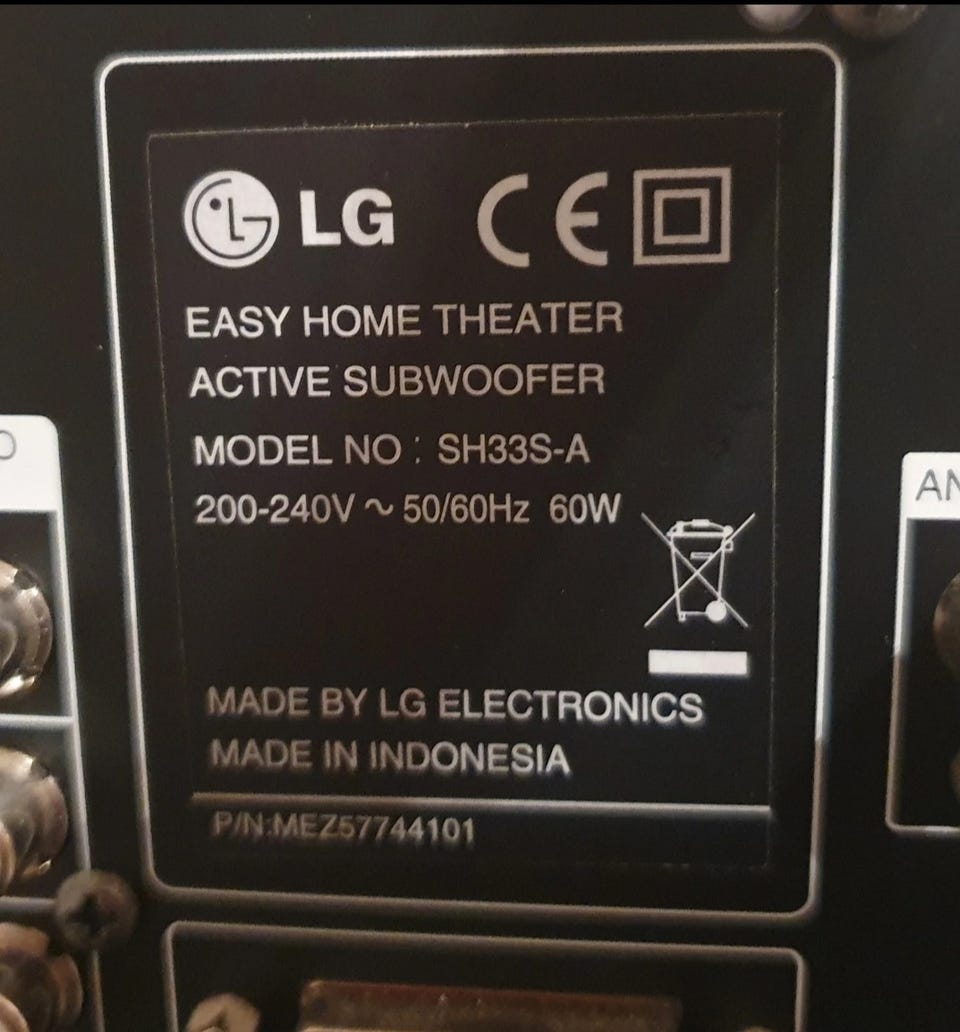 LG CE
EASY HOME THEATER
ACTIVE SUBWOOFER
MODEL NO : SH33S-A
200-240V ~ 50/60Hz 60W
MADE BY LG ELECTRONICS
MADE IN INDONESIA
P/N:MEZ57744101